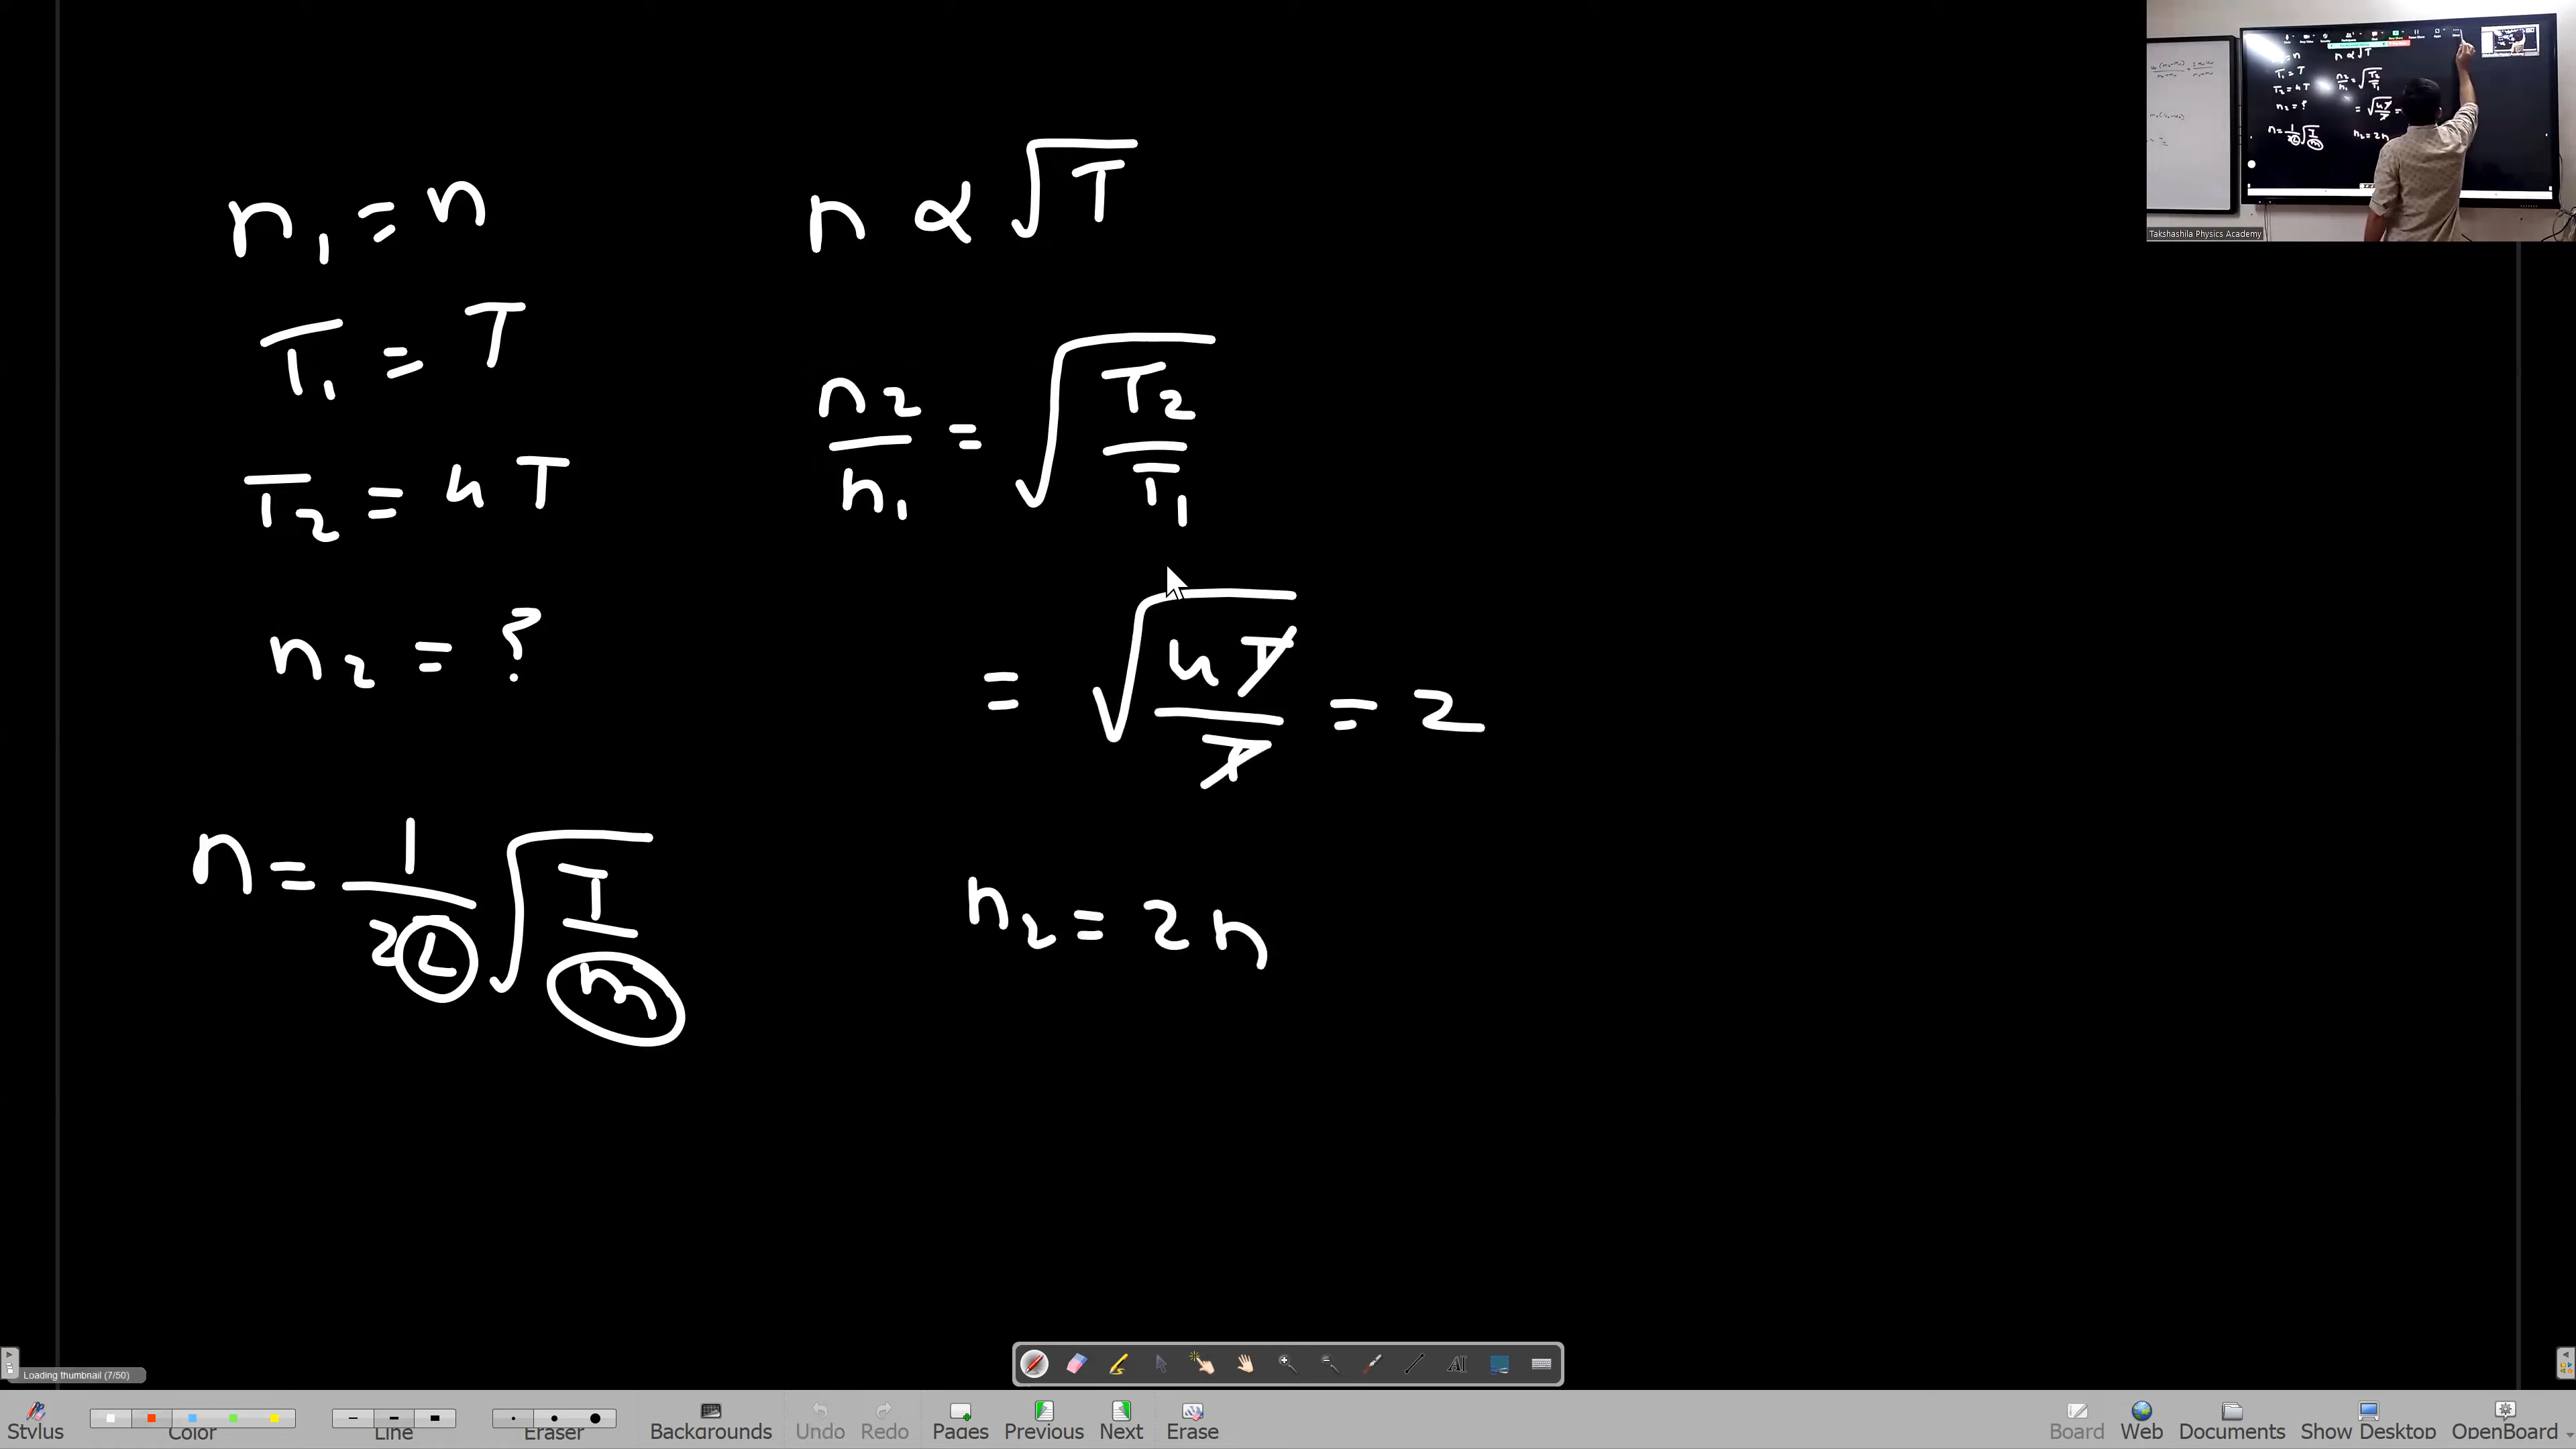 n₁ = n
T₁ = T
T₂ = 4T
n₂ = ?
n = 1/2L √T/m
n ∝ √T
n₂/n₁ = √T₂/T₁
= √4T/T = 2
n₂ = 2n
Takshashila Physics Academy
Loading thumbnail (7/50)
Stylus Color Line Eraser Backgrounds Undo Redo Pages Previous Next Erase Board Web Documents Show Desktop OpenBoard